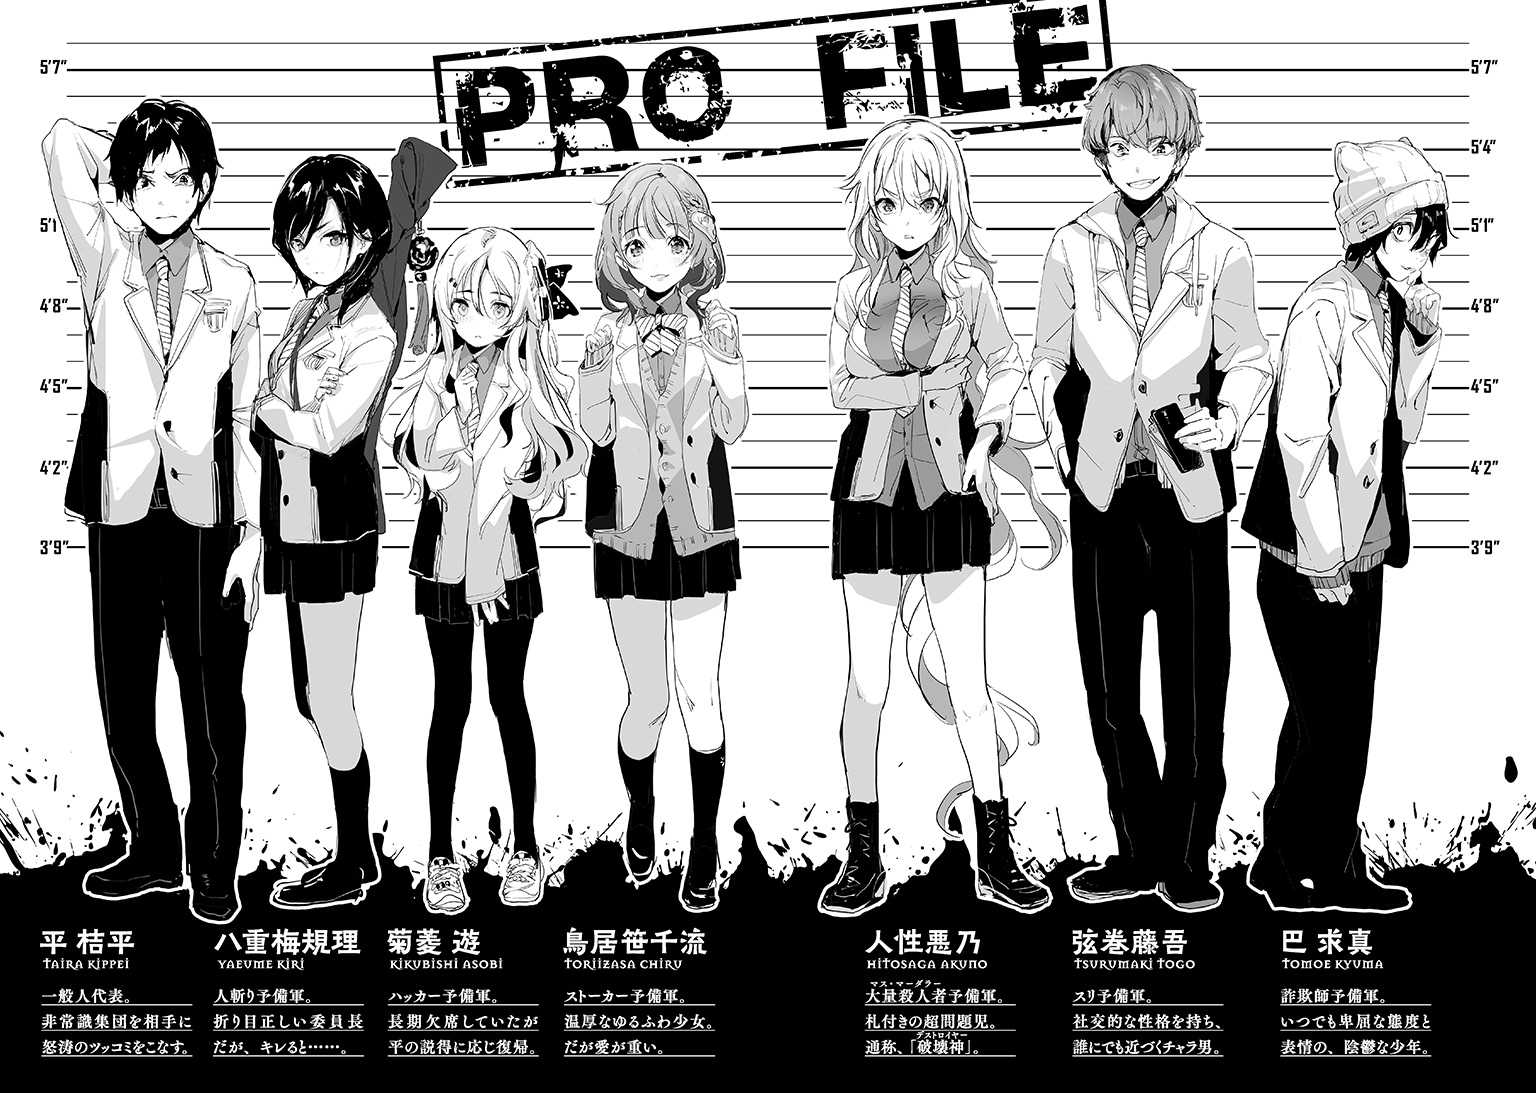 PRO FILE
5'7"
5'7"
5'4"
5'1
5'1"
4'8"
4'8"
4'5"
4'5"
4'2"
4'2"
3'9"
3'9"
平 桔平
TAIRA KIPPEI
一般人代表。
非常識集団を相手に
怒涛のツッコミをこなす。
八重梅規理
YAEUME KIRI
人斬り予備軍。
折り目正しい委員長
だが、キレると……。
菊菱 遊
KIKUBISHI ASOBI
ハッカー予備軍。
長期欠席していたが
平の説得に応じ復帰。
鳥居笹千流
TORIIZASA CHIRU
ストーカー予備軍。
温厚なゆるふわ少女。
だが愛が重い。
人性悪乃
HITOSAGA AKUNO
マス・マーダラー
大量殺人者予備軍。
札付きの超問題児。
デストロイヤー
通称、「破壊神」。
弦巻藤吾
TSURUMAKI TOGO
スリ予備軍。
社交的な性格を持ち、
誰にでも近づくチャラ男。
巴 求真
TOMOE KYUMA
詐欺師予備軍。
いつでも卑屈な態度と
表情の、陰鬱な少年。